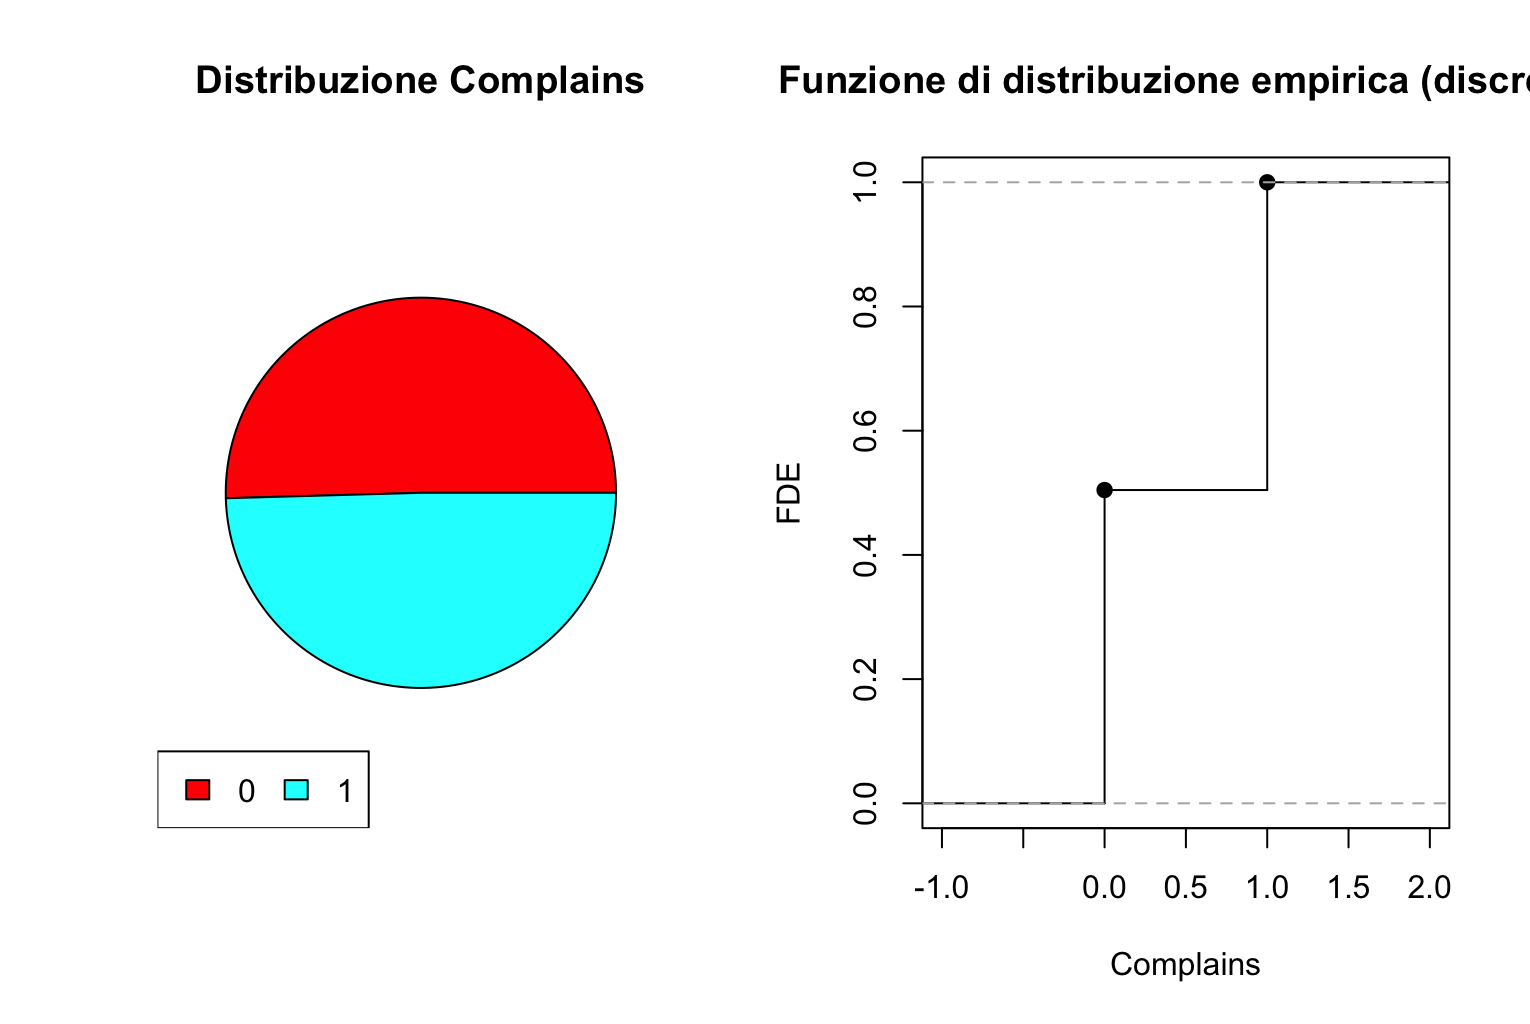 Distribuzione Complains
0 1
Funzione di distribuzione empirica (discre
FDE
1.0
0.8
0.6
0.4
0.2
0.0
-1.0 0.0 0.5 1.0 1.5 2.0
Complains